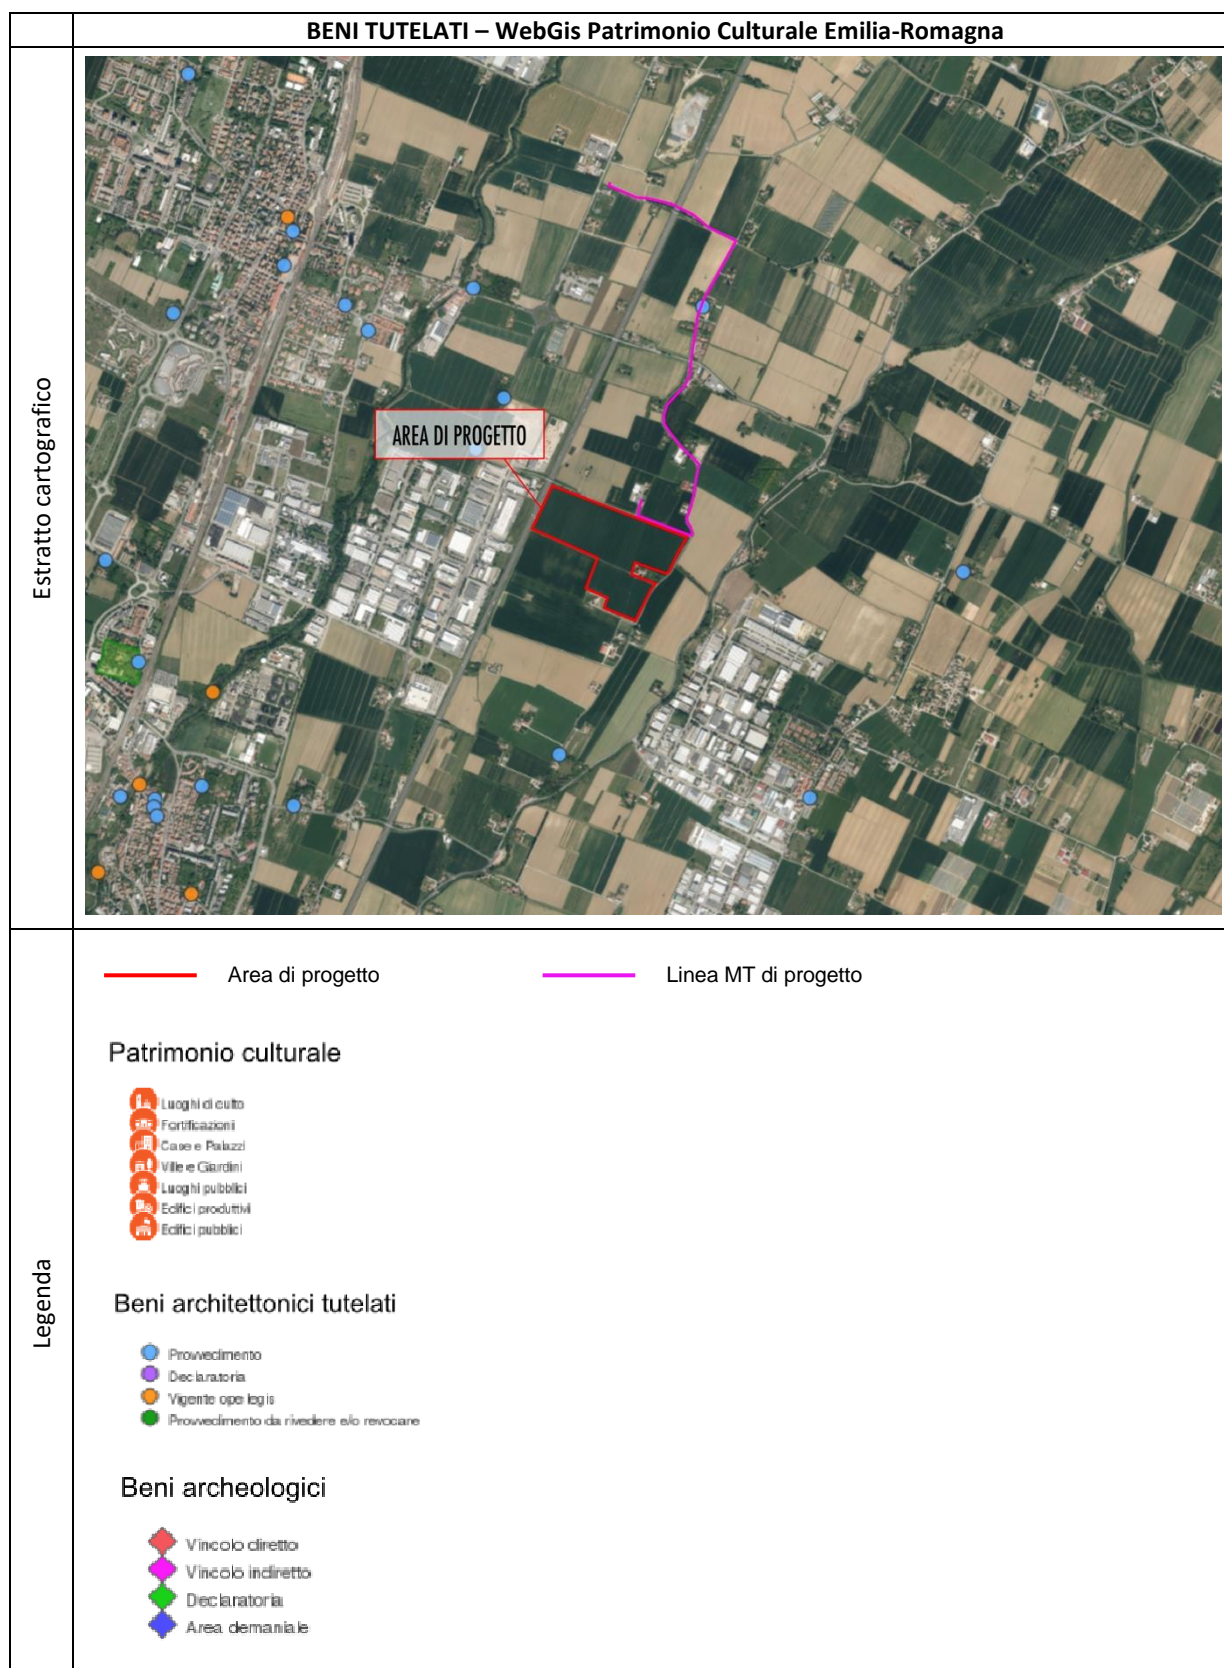 BENI TUTELATI – WebGis Patrimonio Culturale Emilia-Romagna
Estratto cartografico
AREA DI PROGETTO
Legenda
Area di progetto
Linea MT di progetto
Patrimonio culturale
Luoghi di culto
Fortificazioni
Case e Palazzi
Ville e Giardini
Luoghi pubblici
Edifici produttivi
Edifici pubblici
Beni architettonici tutelati
Provvedimento
Declaratoria
Vigente ope legis
Provvedimento da rivedere e/o revocare
Beni archeologici
Vincolo diretto
Vincolo indiretto
Declaratoria
Area demaniale